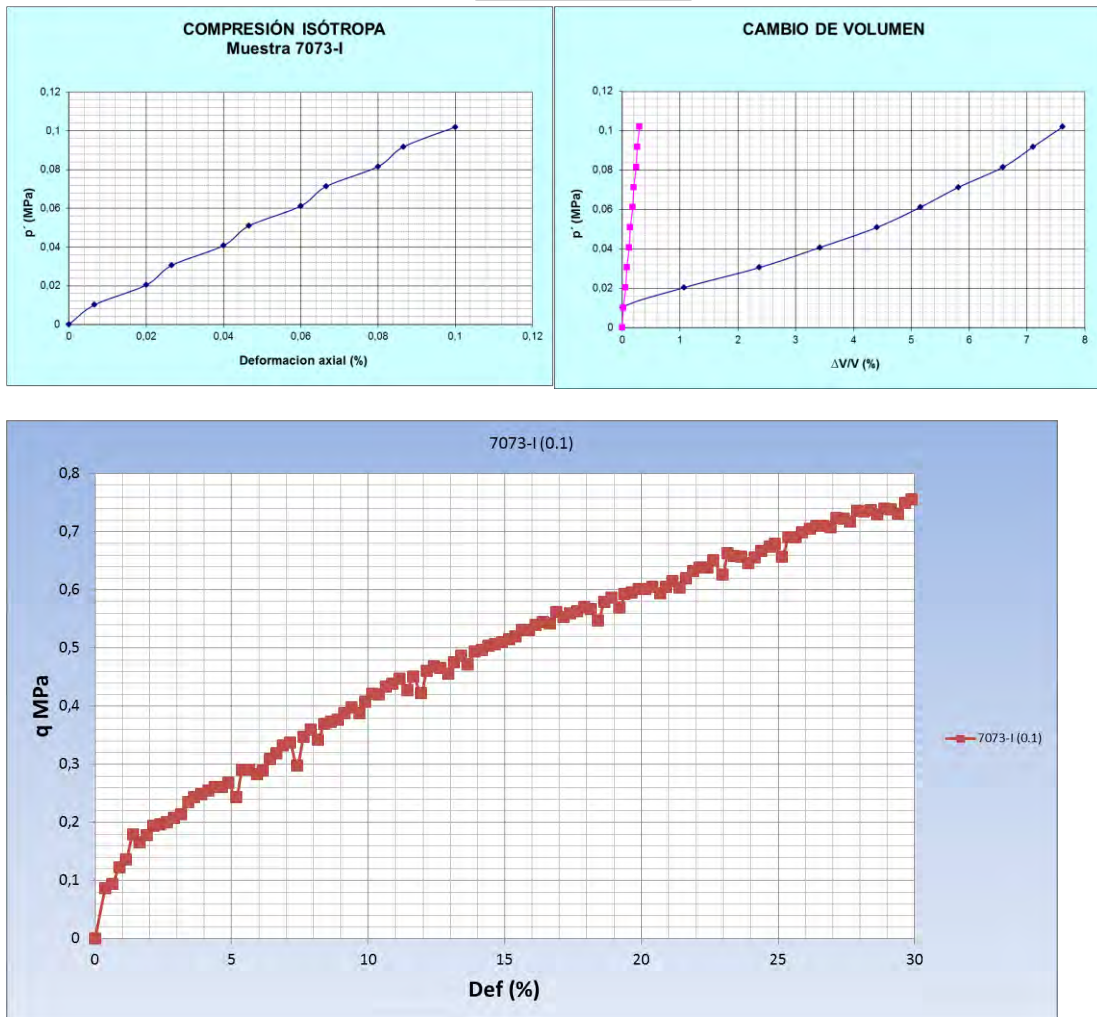 COMPRESIÓN ISÓTROPA
Muestra 7073-I
0,12
0,1
0,08
0,06
0,04
0,02
0
p´ (MPa)
0 0,02 0,04 0,06 0,08 0,1 0,12
Deformacion axial (%)
CAMBIO DE VOLUMEN
0,12
0,1
0,08
0,06
0,04
0,02
0
p´ (MPa)
0 1 2 3 4 5 6 7 8
ΔV/V (%)
7073-I (0.1)
0,8
0,7
0,6
0,5
0,4
0,3
0,2
0,1
0
q MPa
0 5 10 15 20 25 30
Def (%)
7073-I (0.1)